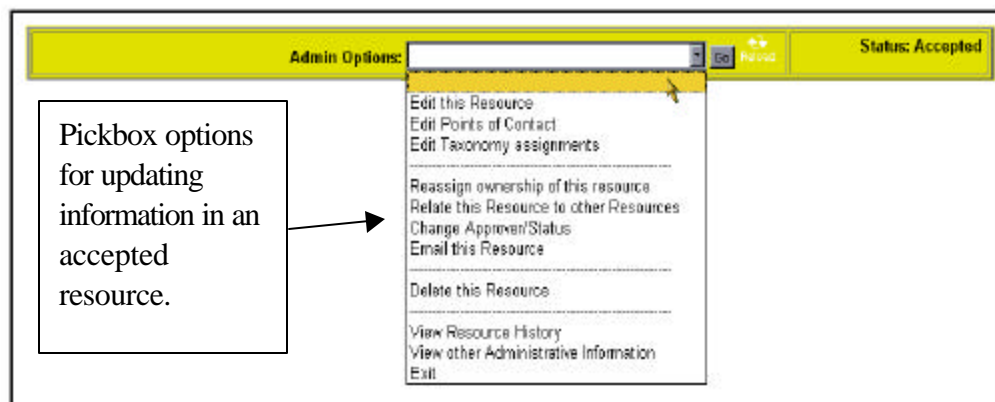 Admin Options:
Go
Reload
Status: Accepted
Edit this Resource
Edit Points of Contact
Edit Taxonomy assignments
Reassign ownership of this resource
Relate this Resource to other Resources
Change Approver/Status
Email this Resource
Delete this Resource
View Resource History
View other Administrative Information
Exit
Pickbox options
for updating
information in an
accepted
resource.